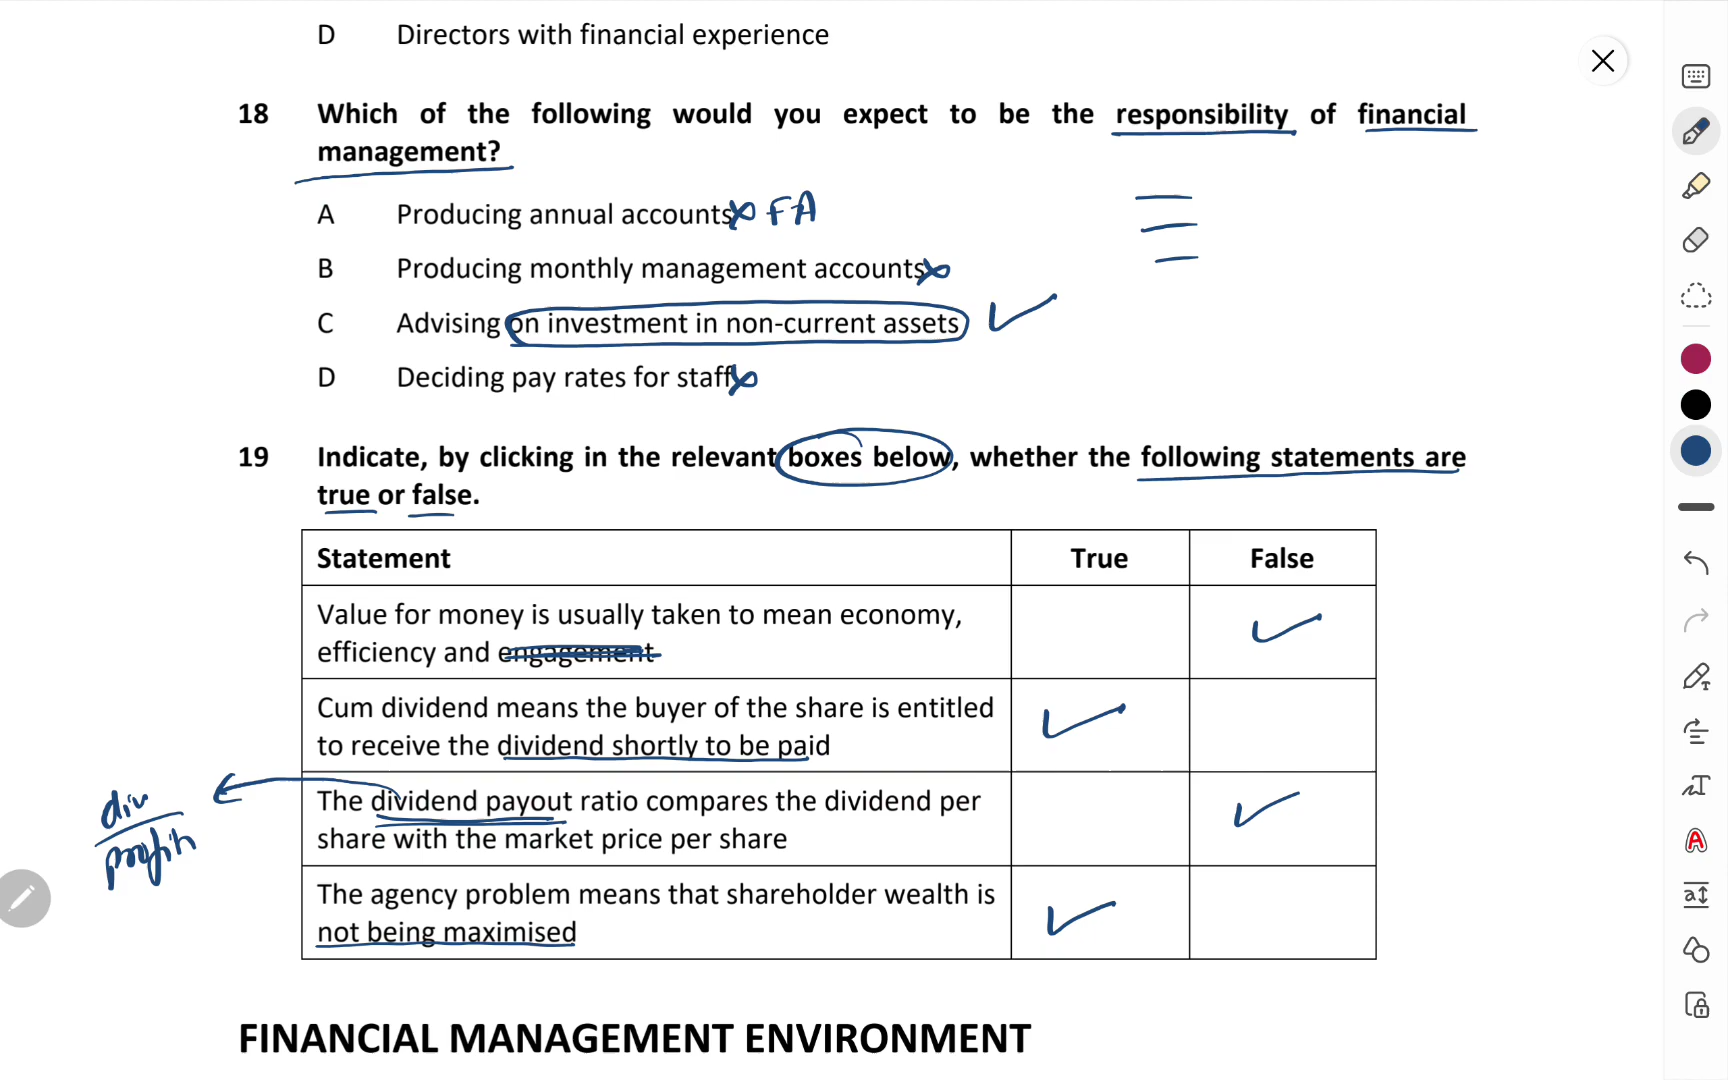 D Directors with financial experience
18 Which of the following would you expect to be the responsibility of financial
management?
A Producing annual accounts FA
B Producing monthly management accounts
C Advising on investment in non-current assets
D Deciding pay rates for staff
19 Indicate, by clicking in the relevant boxes below, whether the following statements are
true or false.
Statement True False
Value for money is usually taken to mean economy,
efficiency and engagement
Cum dividend means the buyer of the share is entitled
to receive the dividend shortly to be paid
The dividend payout ratio compares the dividend per
share with the market price per share
div
profit
The agency problem means that shareholder wealth is
not being maximised
FINANCIAL MANAGEMENT ENVIRONMENT